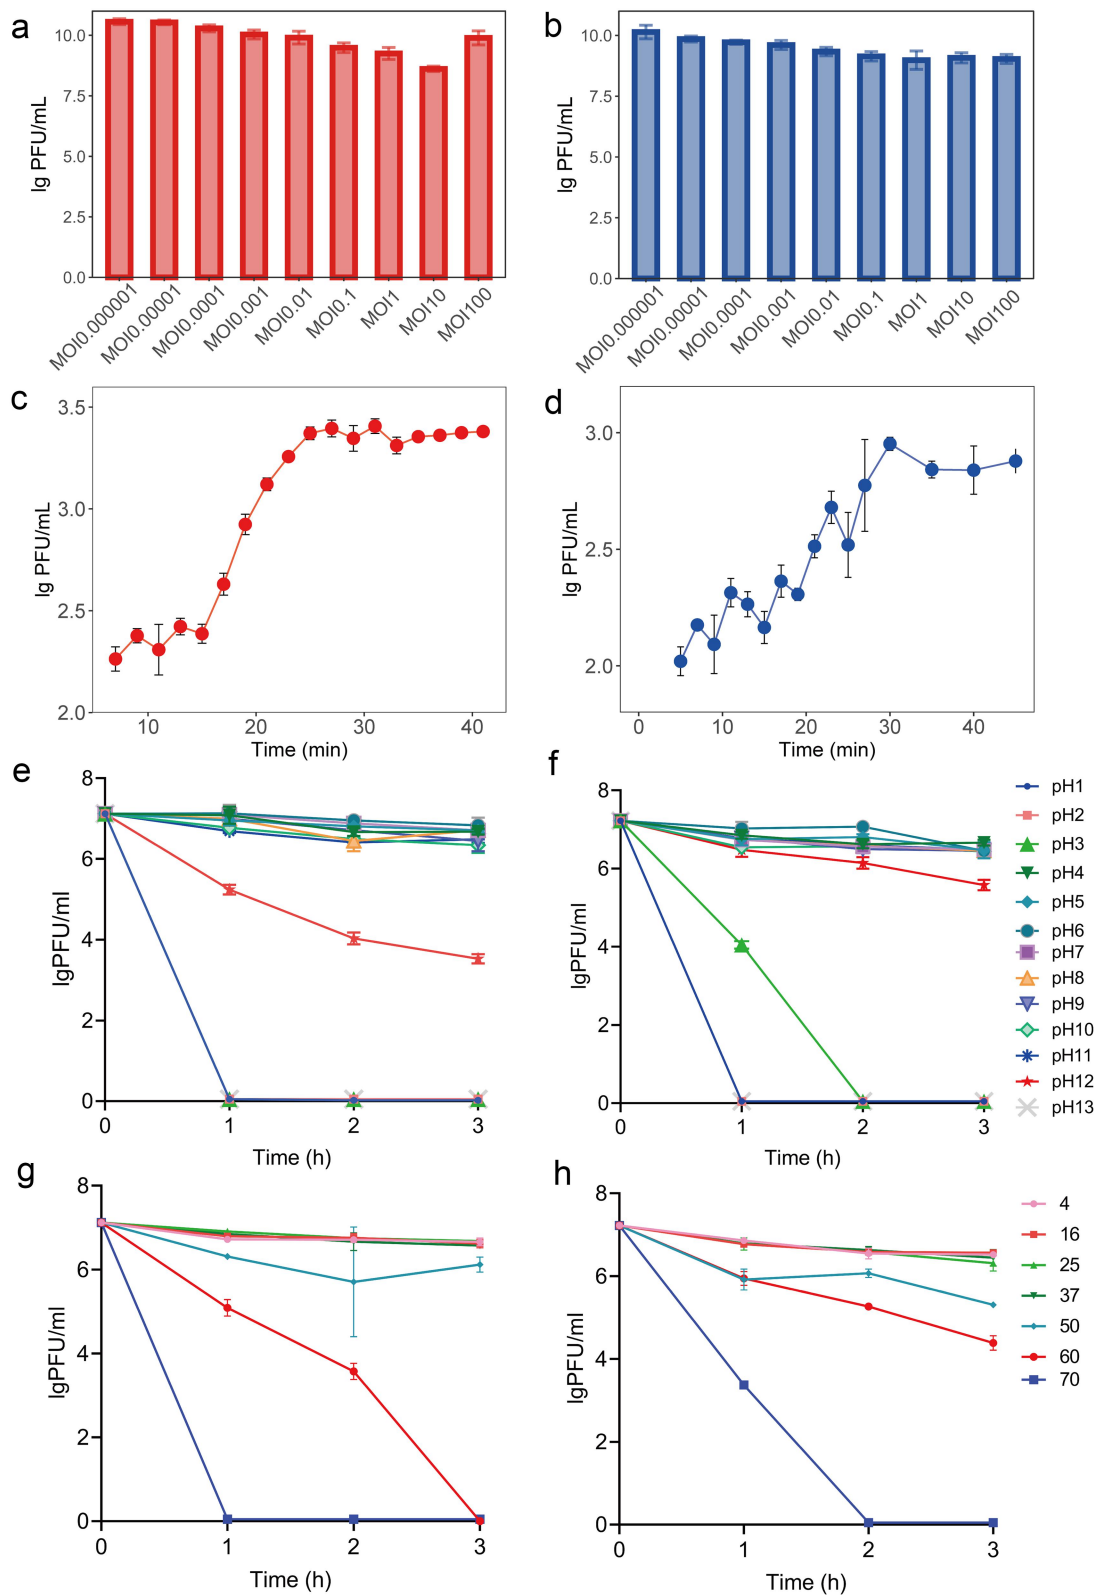 a
lg PFU/mL
10.0
7.5
5.0
2.5
0.0
MOI0.000001
MOI0.00001
MOI0.0001
MOI0.001
MOI0.01
MOI0.1
MOI1
MOI10
MOI100
b
lg PFU/mL
10.0
7.5
5.0
2.5
0.0
MOI0.000001
MOI0.00001
MOI0.0001
MOI0.001
MOI0.01
MOI0.1
MOI1
MOI10
MOI100
c
lg PFU/mL
3.5
3.0
2.5
2.0
10 20 30 40
Time (min)
d
lg PFU/mL
3.0
2.5
2.0
0 10 20 30 40
Time (min)
e
lgPFU/ml
8
6
4
2
0
0 1 2 3
Time (h)
f
lgPFU/ml
8
6
4
2
0
0 1 2 3
Time (h)
pH1
pH2
pH3
pH4
pH5
pH6
pH7
pH8
pH9
pH10
pH11
pH12
pH13
g
lgPFU/ml
8
6
4
2
0
0 1 2 3
Time (h)
h
lgPFU/ml
8
6
4
2
0
0 1 2 3
Time (h)
4
16
25
37
50
60
70